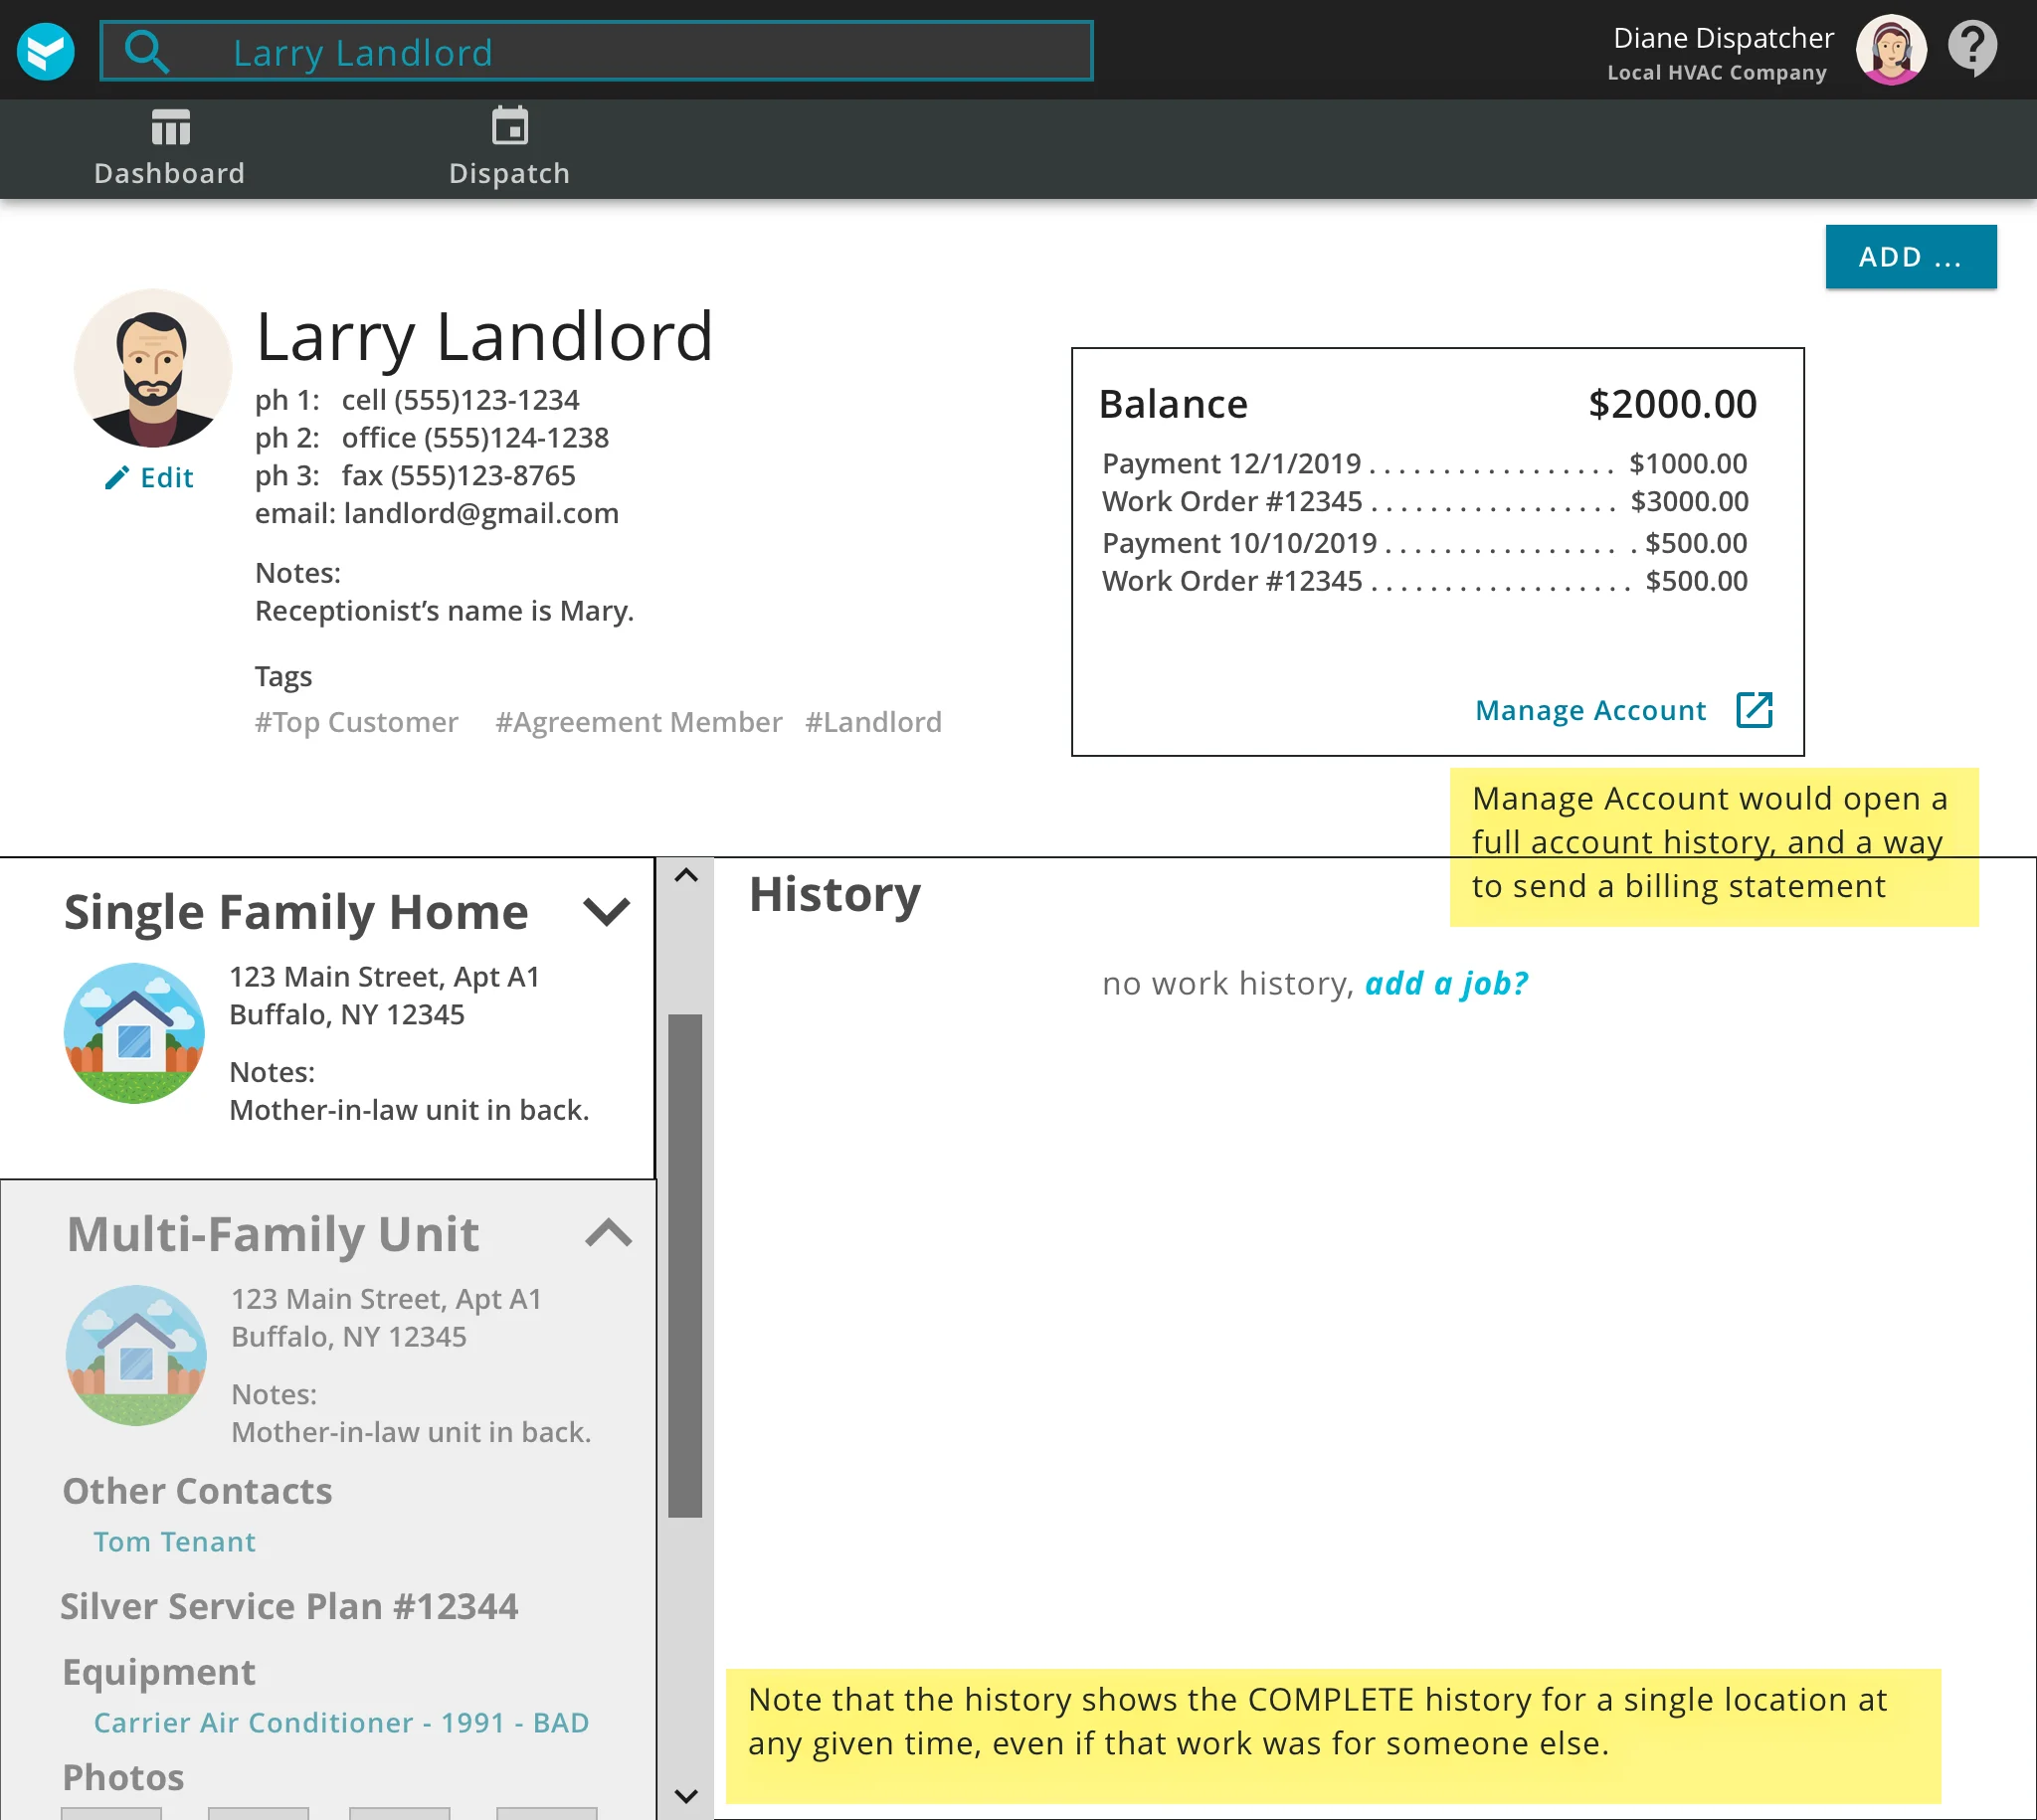 Larry Landlord
Diane Dispatcher
Local HVAC Company
?
Dashboard
Dispatch
ADD ...
Larry Landlord
ph 1: cell (555)123-1234
ph 2: office (555)124-1238
ph 3: fax (555)123-8765
email: landlord@gmail.com
Edit
Notes:
Receptionist’s name is Mary.
Tags
#Top Customer #Agreement Member #Landlord
Balance $2000.00
Payment 12/1/2019 . . . . . . . . . . . . . . . . . $1000.00
Work Order #12345 . . . . . . . . . . . . . . . . . $3000.00
Payment 10/10/2019 . . . . . . . . . . . . . . . . . . $500.00
Work Order #12345 . . . . . . . . . . . . . . . . . . $500.00
Manage Account
Manage Account would open a
full account history, and a way
to send a billing statement
Single Family Home
123 Main Street, Apt A1
Buffalo, NY 12345
Notes:
Mother-in-law unit in back.
Multi-Family Unit
123 Main Street, Apt A1
Buffalo, NY 12345
Notes:
Mother-in-law unit in back.
Other Contacts
Tom Tenant
Silver Service Plan #12344
Equipment
Carrier Air Conditioner - 1991 - BAD
Photos
History
no work history, add a job?
Note that the history shows the COMPLETE history for a single location at
any given time, even if that work was for someone else.